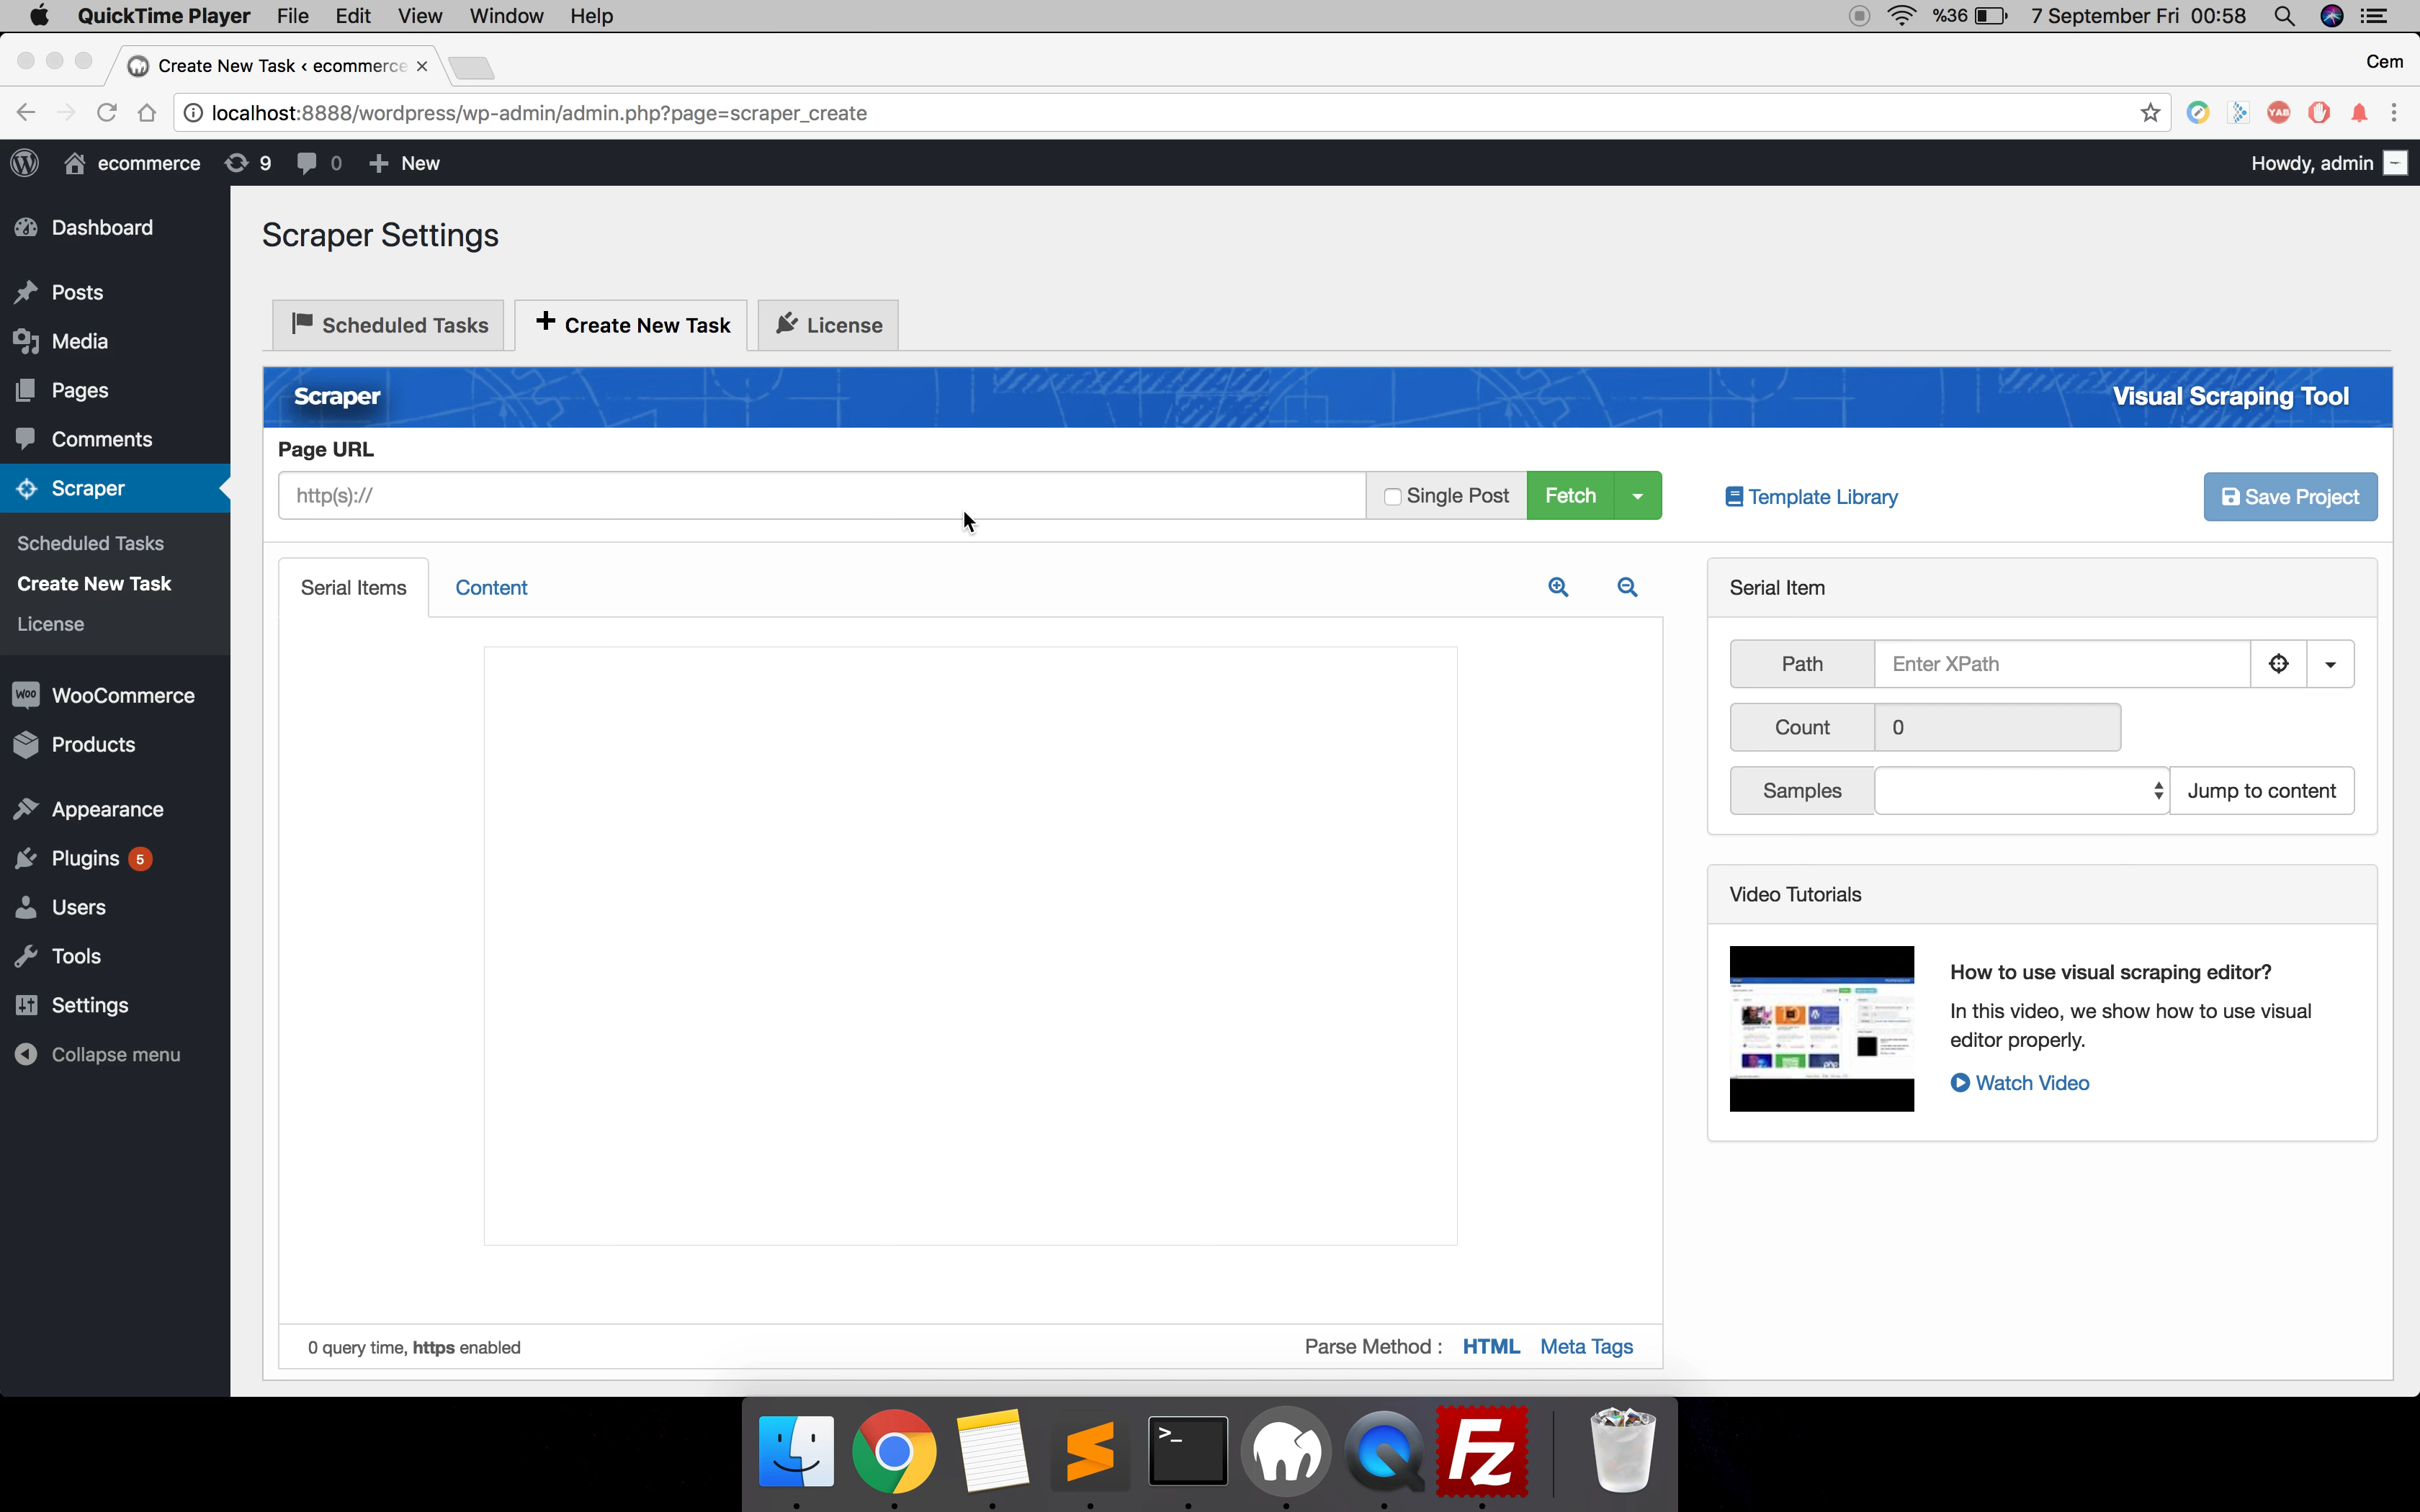 QuickTime Player File Edit View Window Help %36 7 September Fri 00:58
Create New Task ‹ ecommerce Cem
localhost:8888/wordpress/wp-admin/admin.php?page=scraper_create YAB
ecommerce 9 0 New Howdy, admin
Dashboard
Posts
Media
Pages
Comments
Scraper
Scheduled Tasks
Create New Task
License
WOO WooCommerce
Products
Appearance
Plugins 5
Users
Tools
Settings
Collapse menu
Scraper Settings
Scheduled Tasks Create New Task License
Scraper Visual Scraping Tool
Page URL
http(s):// Single Post Fetch Template Library Save Project
Serial Items Content
Serial Item
Path Enter XPath
Count 0
Samples Jump to content
Video Tutorials
How to use visual scraping editor?
In this video, we show how to use visual
editor properly.
Watch Video
0 query time, https enabled Parse Method : HTML Meta Tags
>_ Fz